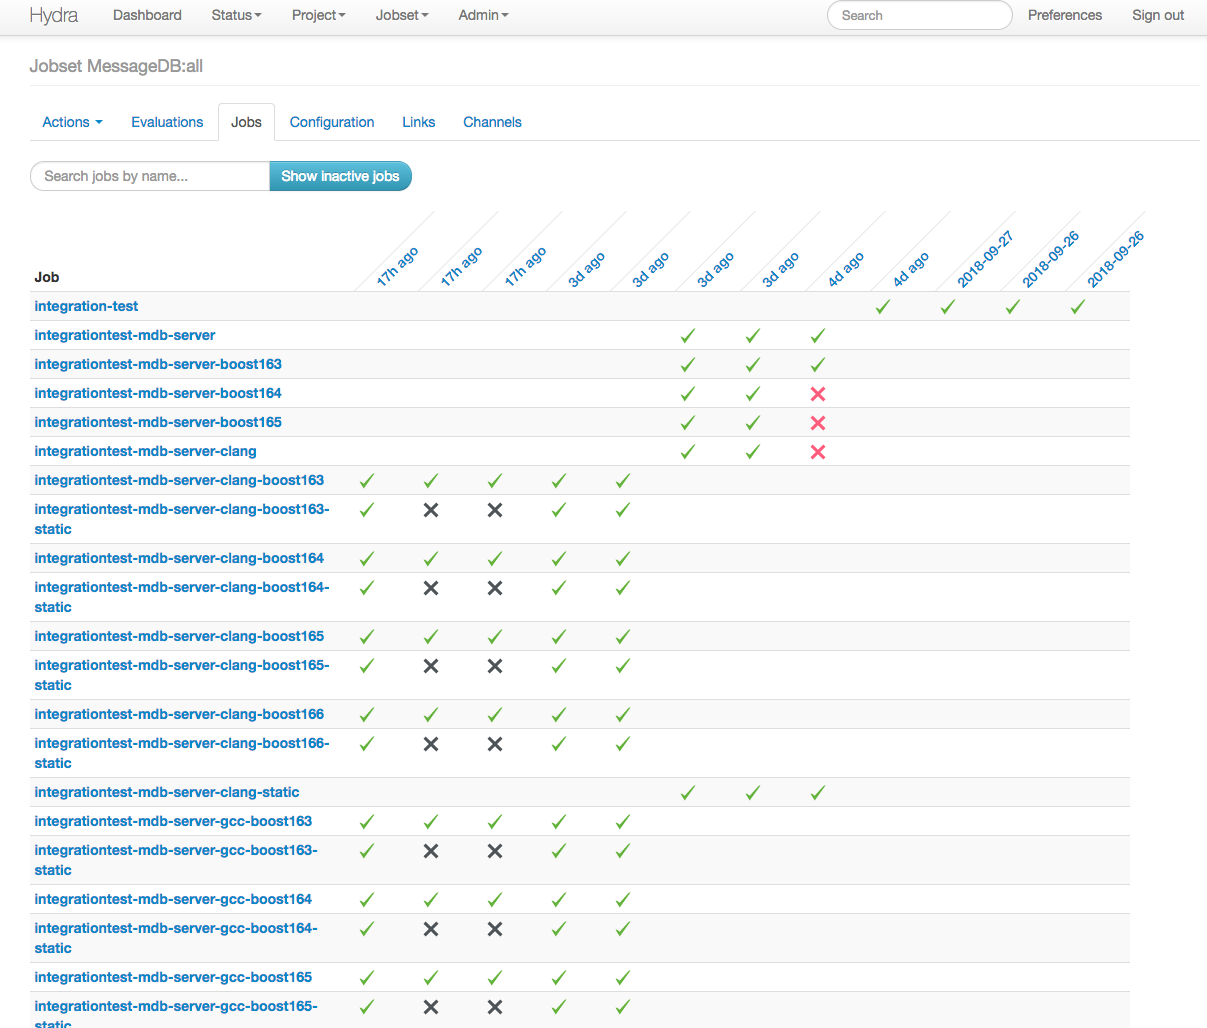 Hydra Dashboard Status Project Jobset Admin Search Preferences Sign out
Jobset MessageDB:all
Actions Evaluations Jobs Configuration Links Channels
Search jobs by name... Show inactive jobs
Job 17h ago 17h ago 17h ago 3d ago 3d ago 3d ago 3d ago 4d ago 4d ago 2018-09-27 2018-09-26 2018-09-26
integration-test
integrationtest-mdb-server
integrationtest-mdb-server-boost163
integrationtest-mdb-server-boost164
integrationtest-mdb-server-boost165
integrationtest-mdb-server-clang
integrationtest-mdb-server-clang-boost163
integrationtest-mdb-server-clang-boost163-
static
integrationtest-mdb-server-clang-boost164
integrationtest-mdb-server-clang-boost164-
static
integrationtest-mdb-server-clang-boost165
integrationtest-mdb-server-clang-boost165-
static
integrationtest-mdb-server-clang-boost166
integrationtest-mdb-server-clang-boost166-
static
integrationtest-mdb-server-clang-static
integrationtest-mdb-server-gcc-boost163
integrationtest-mdb-server-gcc-boost163-
static
integrationtest-mdb-server-gcc-boost164
integrationtest-mdb-server-gcc-boost164-
static
integrationtest-mdb-server-gcc-boost165
integrationtest-mdb-server-gcc-boost165-
static